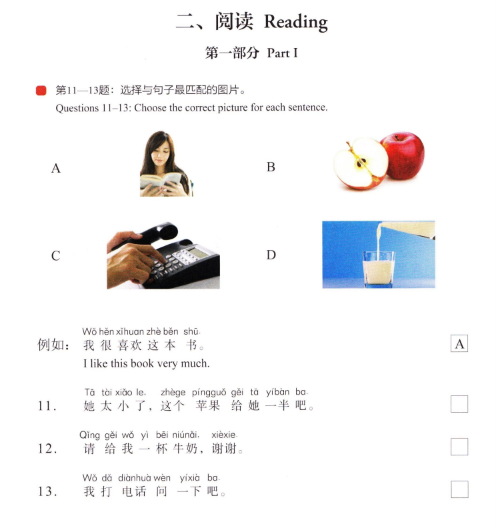 二、阅读 Reading
第一部分 Part I
第11—13题：选择与句子最匹配的图片。
Questions 11–13: Choose the correct picture for each sentence.
A
B
C
D
Wǒ hěn xǐhuan zhè běn shū.
例如： 我 很 喜欢 这 本 书。 A
I like this book very much.
Tā tài xiǎo le, zhège píngguǒ gěi tā yíbàn ba.
11. 她 太 小 了，这个 苹果 给 她 一半 吧。
Qǐng gěi wǒ yì bēi niúnǎi, xièxie.
12. 请 给 我 一 杯 牛奶，谢谢。
Wǒ dǎ diànhuà wèn yíxià ba.
13. 我 打 电话 问 一下 吧。